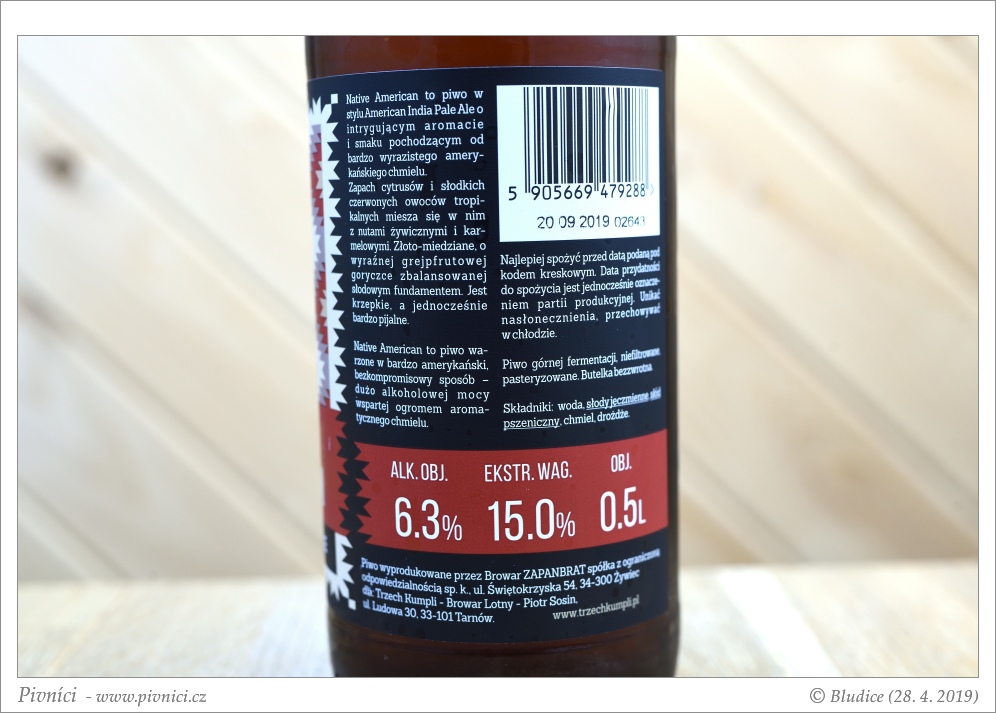 Native American to piwo w
stylu American India Pale Ale o
intrygującym aromacie
i smaku pochodzącym od
bardzo wyrazistego amery-
kańskiego chmielu.
Zapach cytrusów i słodkich
czerwonych owoców tropi-
kalnych miesza się w nim
z nutami żywicznymi i kar-
melowymi. Złoto-miedziane, o
wyraźnej grejpfrutowej
goryczce zbalansowanej
słodowym fundamentem. Jest
krzepkie, a jednocześnie
bardzo pijalne.
Native American to piwo wa-
rzone w bardzo amerykański,
bezkompromisowy sposób –
dużo alkoholowej mocy
wspartej ogromem aroma-
tycznego chmielu.
5 905669 479288
20 09 2019 02643
Najlepiej spożyć przed datą podaną pod
kodem kreskowym. Data przydatności
do spożycia jest jednocześnie oznacze-
niem partii produkcyjnej. Unikać
nasłonecznienia, przechowywać
w chłodzie.
Piwo górnej fermentacji, niefiltrowane,
pasteryzowane. Butelka bezzwrotna.
Składniki: woda, słody jęczmienne, słód
pszeniczny, chmiel, drożdże.
ALK. OBJ. EKSTR. WAG. OBJ.
6.3% 15.0% 0.5L
Piwo wyprodukowane przez Browar ZAPANBRAT spółka z ograniczoną
odpowiedzialnością sp. k., ul. Świętokrzyska 54, 34-300 Żywiec
dla: Trzech Kumpli - Browar Lotny - Piotr Sosin,
ul. Ludowa 30, 33-101 Tarnów.
www.trzechkumpli.pl
Pivníci - www.pivnici.cz
© Bludice (28. 4. 2019)